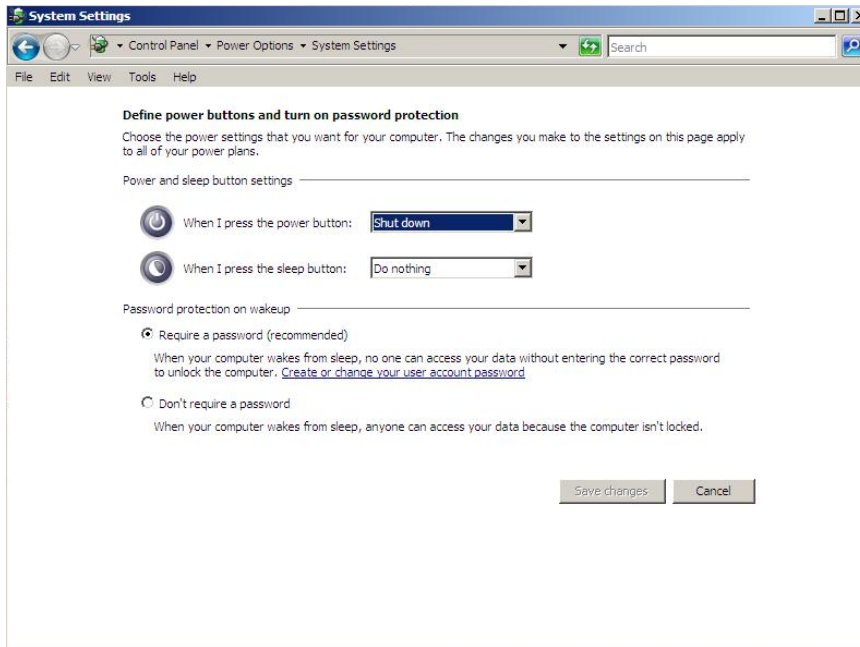 System Settings
Control Panel Power Options System Settings
Search
File Edit View Tools Help
Define power buttons and turn on password protection
Choose the power settings that you want for your computer. The changes you make to the settings on this page apply
to all of your power plans.
Power and sleep button settings
When I press the power button: Shut down
When I press the sleep button: Do nothing
Password protection on wakeup
Require a password (recommended)
When your computer wakes from sleep, no one can access your data without entering the correct password
to unlock the computer. Create or change your user account password
Don't require a password
When your computer wakes from sleep, anyone can access your data because the computer isn't locked.
Save changes Cancel